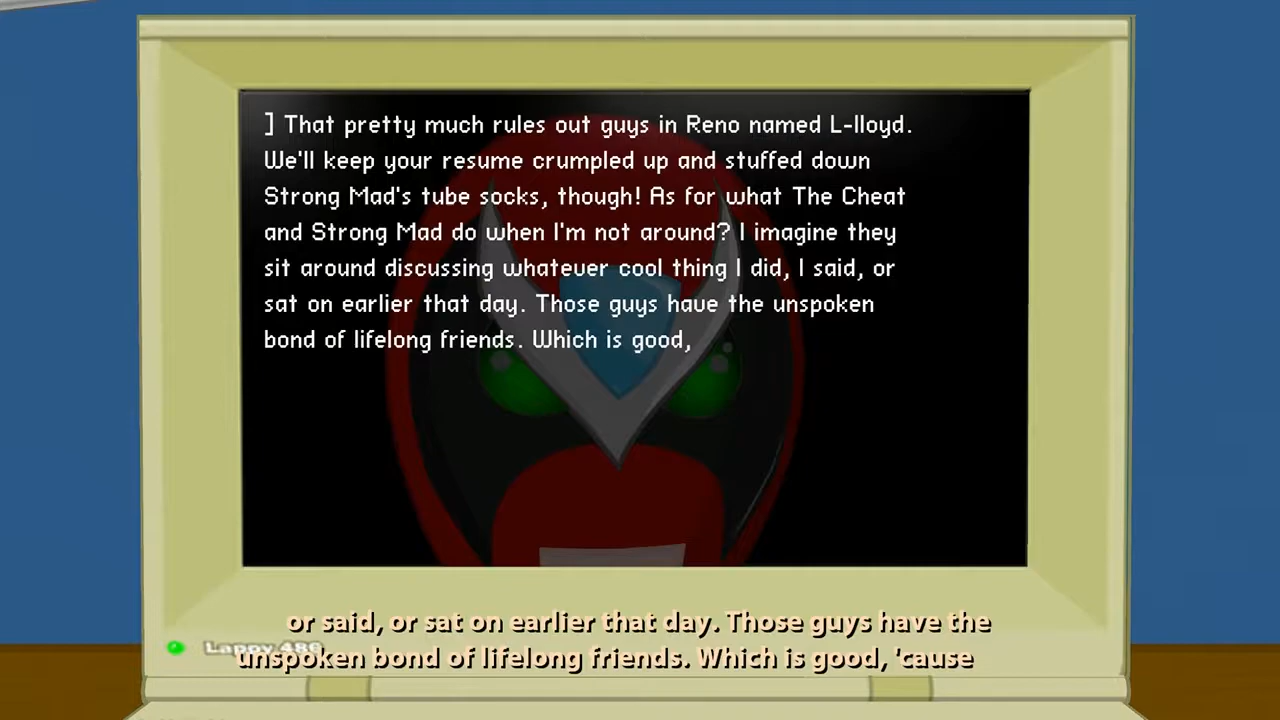 ] That pretty much rules out guys in Reno named L-lloyd.
We'll keep your resume crumpled up and stuffed down
Strong Mad's tube socks, though! As for what The Cheat
and Strong Mad do when I'm not around? I imagine they
sit around discussing whatever cool thing I did, I said, or
sat on earlier that day. Those guys have the unspoken
bond of lifelong friends. Which is good,
or said, or sat on earlier that day. Those guys have the
Lappy 486
unspoken bond of lifelong friends. Which is good, 'cause